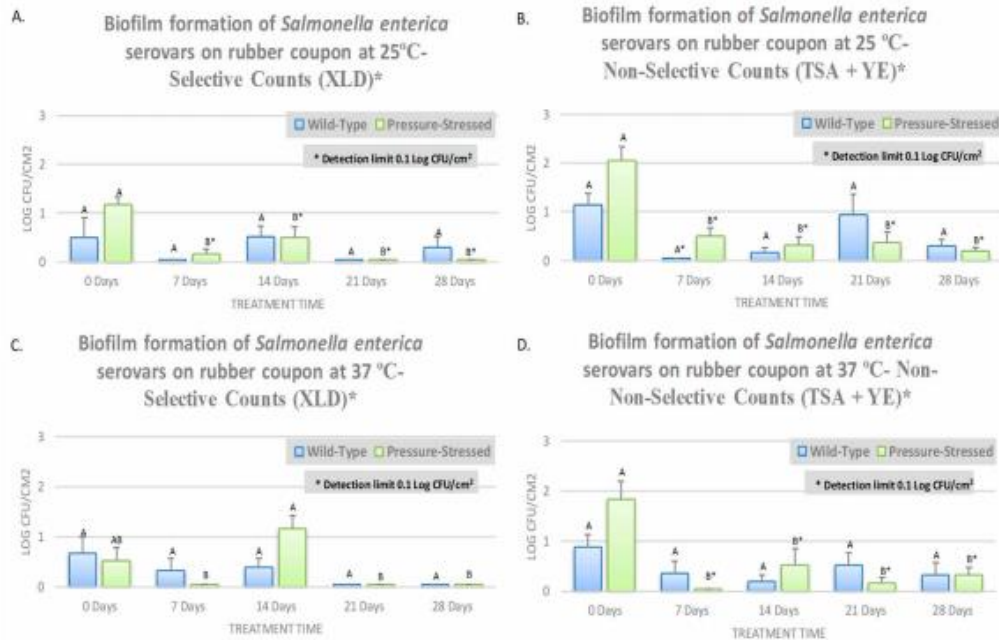 A.
Biofilm formation of Salmonella enterica
serovars on rubber coupon at 25°C-
Selective Counts (XLD)*
3
2
1
0
LOG CFU/CM2
Wild-Type Pressure-Stressed
* Detection limit 0.1 Log CFU/cm²
A A
A B*
A B*
A B*
A B*
0 Days 7 Days 14 Days 21 Days 28 Days
TREATMENT TIME
B.
Biofilm formation of Salmonella enterica
serovars on rubber coupon at 25 °C-
Non-Selective Counts (TSA + YE)*
3
2
1
0
LOG CFU/CM2
Wild-Type Pressure-Stressed
* Detection limit 0.1 Log CFU/cm²
A A
A* B*
A B*
A B*
A B*
0 Days 7 Days 14 Days 21 Days 28 Days
TREATMENT TIME
C.
Biofilm formation of Salmonella enterica
serovars on rubber coupon at 37 °C-
Selective Counts (XLD)*
3
2
1
0
LOG CFU/CM2
Wild-Type Pressure-Stressed
* Detection limit 0.1 Log CFU/cm²
A AB
A B
A A
A B
A B
0 Days 7 Days 14 Days 21 Days 28 Days
TREATMENT TIME
D.
Biofilm formation of Salmonella enterica
serovars on rubber coupon at 37 °C- Non-
Non-Selective Counts (TSA + YE)*
3
2
1
0
LOG CFU/CM2
Wild-Type Pressure-Stressed
* Detection limit 0.1 Log CFU/cm²
A A
A B*
A B*
A B*
A B*
0 Days 7 Days 14 Days 21 Days 28 Days
TREATMENT TIME